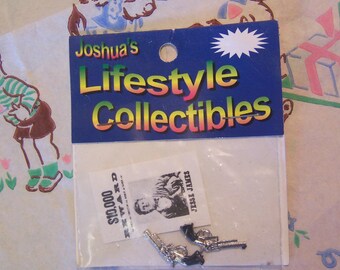 Joshua's
Lifestyle
Collectibles
$10,000
REWARD
JESSE JAMES